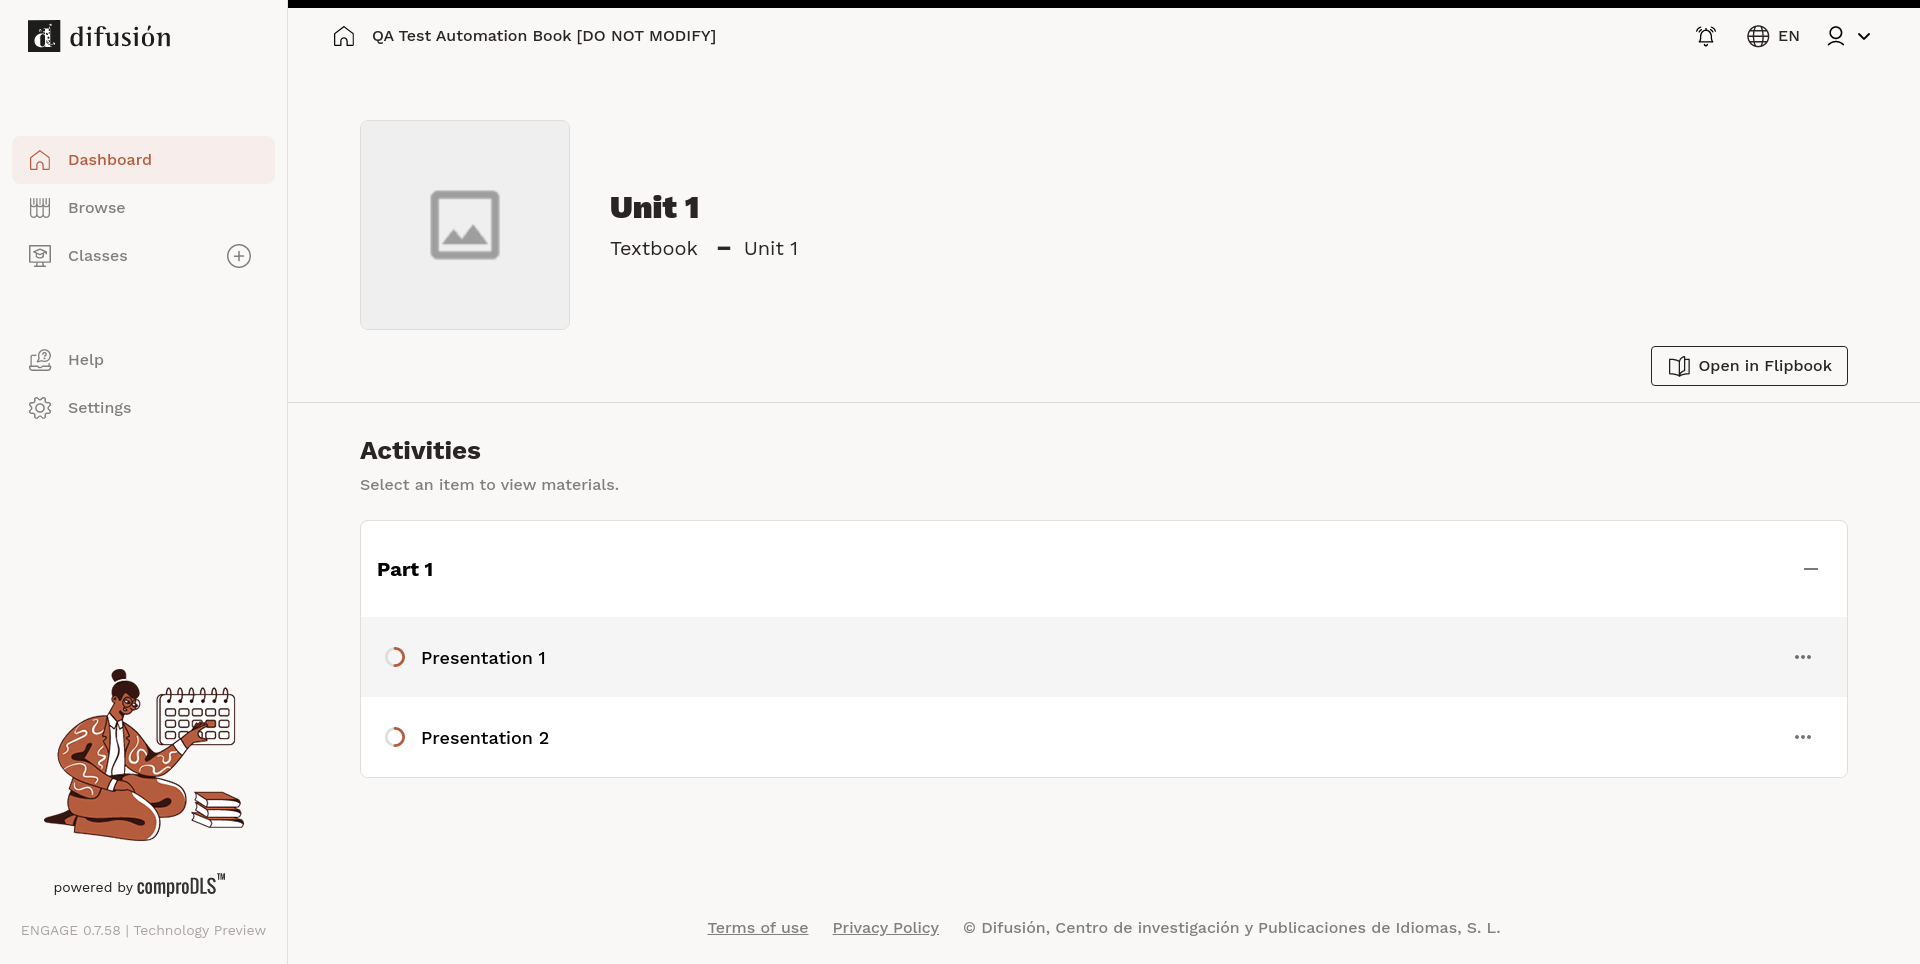 difusión
QA Test Automation Book [DO NOT MODIFY]
EN
Dashboard
Browse
Classes
Help
Settings
Unit 1
Textbook – Unit 1
Open in Flipbook
Activities
Select an item to view materials.
Part 1
Presentation 1
Presentation 2
powered by comproDLS™
ENGAGE 0.7.58 | Technology Preview
Terms of use Privacy Policy © Difusión, Centro de investigación y Publicaciones de Idiomas, S. L.